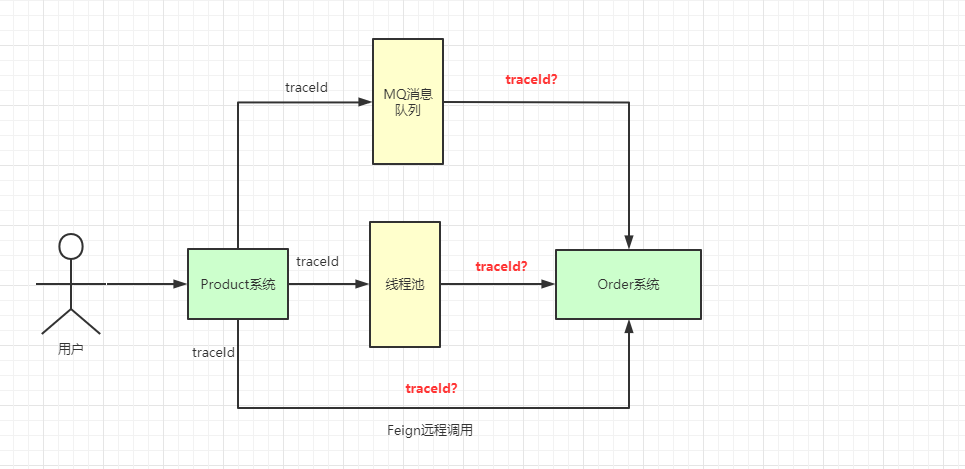 traceId
MQ消息
队列
traceId?
用户
Product系统
traceId
线程池
traceId?
Order系统
traceId
traceId?
Feign远程调用